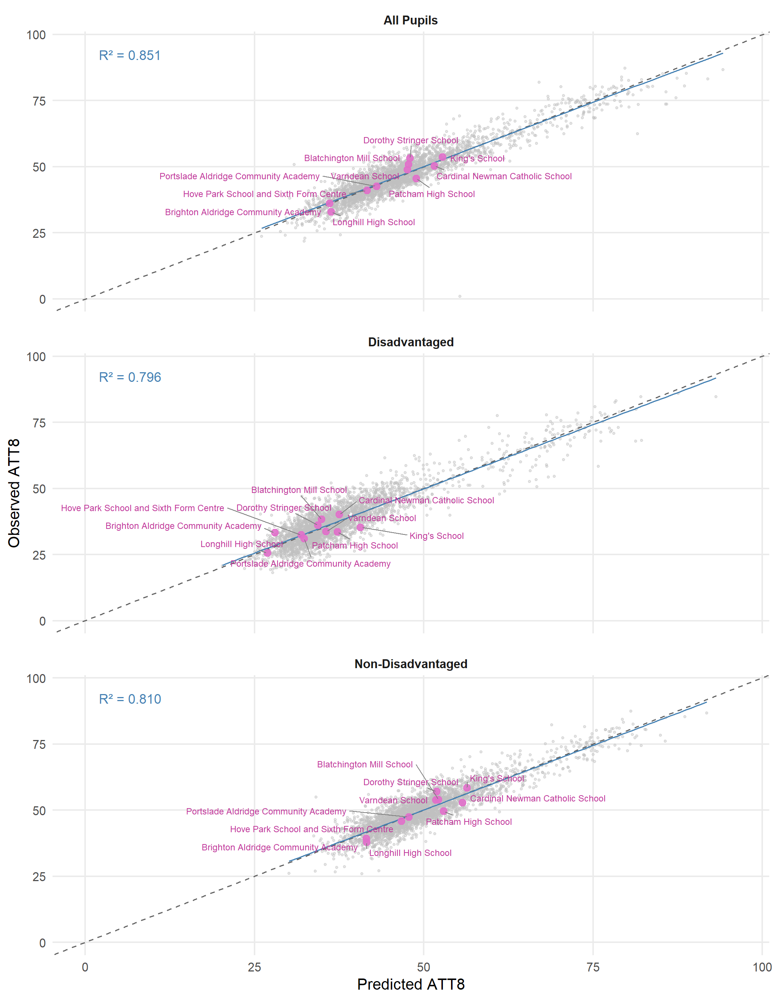 All Pupils
100
R² = 0.851
75
Dorothy Stringer School
Blatchington Mill School
King's School
50
Portslade Aldridge Community Academy
Varndean School
Cardinal Newman Catholic School
Hove Park School and Sixth Form Centre
Patcham High School
Brighton Aldridge Community Academy
Longhill High School
25
0
Disadvantaged
100
R² = 0.796
75
50
Blatchington Mill School
Cardinal Newman Catholic School
Hove Park School and Sixth Form Centre
Dorothy Stringer School
Varndean School
Brighton Aldridge Community Academy
King's School
Longhill High School
Patcham High School
25
Portslade Aldridge Community Academy
0
Observed ATT8
Non-Disadvantaged
100
R² = 0.810
75
Blatchington Mill School
King's School
Dorothy Stringer School
Cardinal Newman Catholic School
Varndean School
50
Portslade Aldridge Community Academy
Patcham High School
Hove Park School and Sixth Form Centre
Brighton Aldridge Community Academy
Longhill High School
25
0
0 25 50 75 100
Predicted ATT8